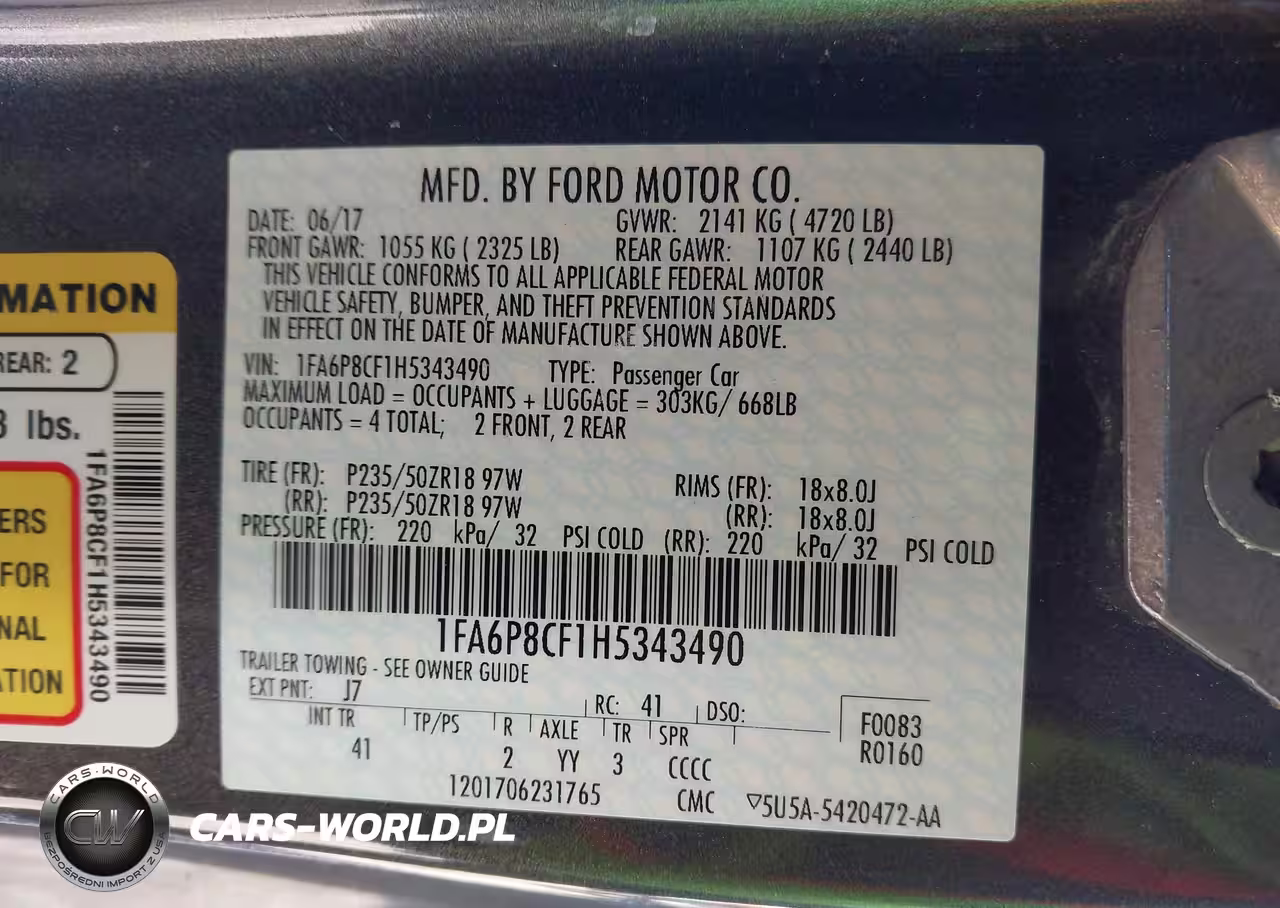 MFD. BY FORD MOTOR CO.
DATE: 06/17 GVWR: 2141 KG ( 4720 LB)
FRONT GAWR: 1055 KG ( 2325 LB) REAR GAWR: 1107 KG ( 2440 LB)
THIS VEHICLE CONFORMS TO ALL APPLICABLE FEDERAL MOTOR
VEHICLE SAFETY, BUMPER, AND THEFT PREVENTION STANDARDS
IN EFFECT ON THE DATE OF MANUFACTURE SHOWN ABOVE.
VIN: 1FA6P8CF1H5343490 TYPE: Passenger Car
MAXIMUM LOAD = OCCUPANTS + LUGGAGE = 303KG/ 668LB
OCCUPANTS = 4 TOTAL; 2 FRONT, 2 REAR
TIRE (FR): P235/50ZR18 97W RIMS (FR): 18x8.0J
(RR): P235/50ZR18 97W (RR): 18x8.0J
PRESSURE (FR): 220 kPa/ 32 PSI COLD (RR): 220 kPa/ 32 PSI COLD
1FA6P8CF1H5343490
TRAILER TOWING - SEE OWNER GUIDE
EXT PNT: J7 RC: 41 DSO:
INT TR TP/PS R AXLE TR SPR F0083
41 2 YY 3 CCCC R0160
1201706231765 CMC ▽5U5A-5420472-AA
MATION
REAR: 2
3 lbs.
1FA6P8CF1H5343490
ERS
FOR
NAL
ATION
CARS-WORLD
CW
BEZPOŚREDNI IMPORT Z USA
CARS-WORLD.PL